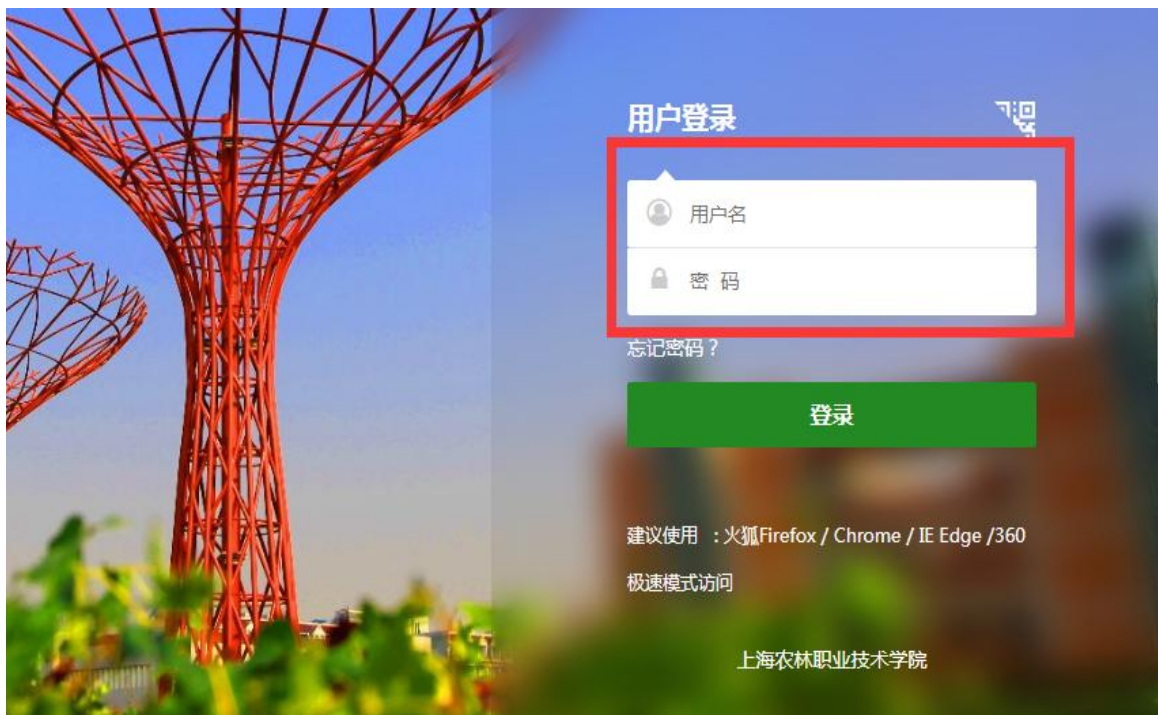 用户登录
用户名
密 码
忘记密码？
登录
建议使用 ：火狐Firefox / Chrome / IE Edge /360
极速模式访问
上海农林职业技术学院